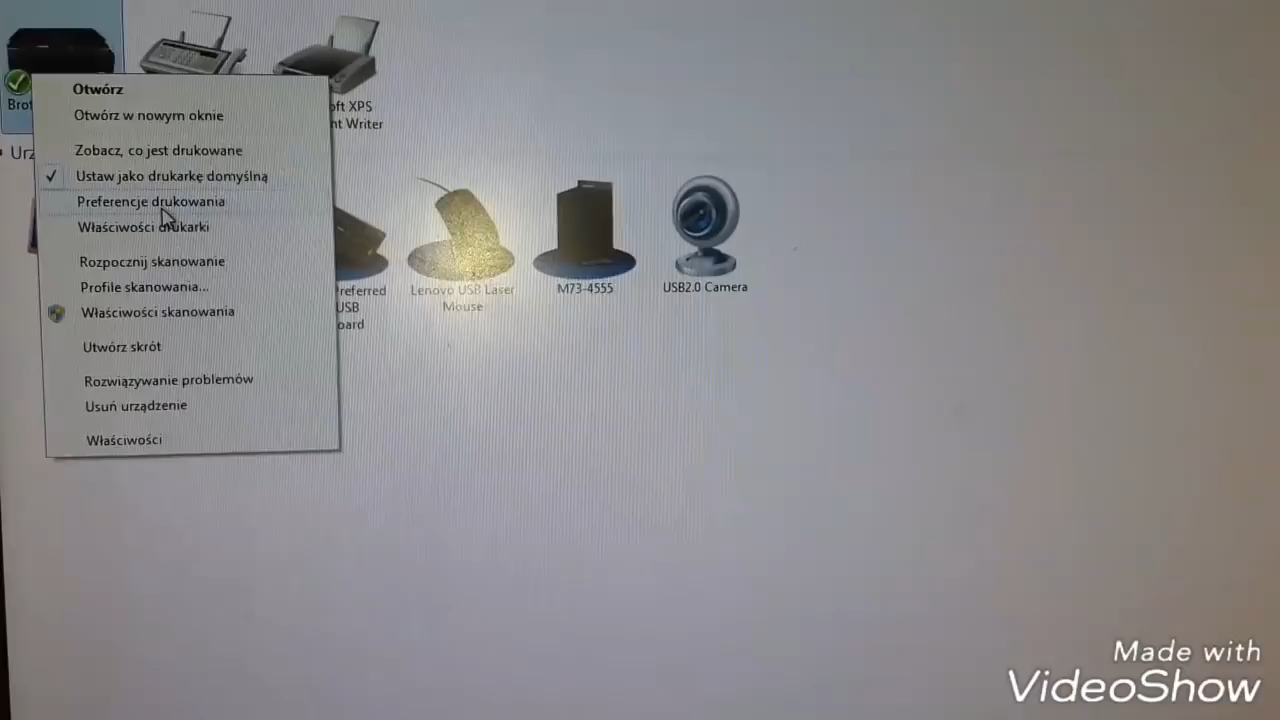 Otwórz
Otwórz w nowym oknie
Zobacz, co jest drukowane
Ustaw jako drukarkę domyślną
Preferencje drukowania
Właściwości drukarki
Rozpocznij skanowanie
Profile skanowania...
Właściwości skanowania
Utwórz skrót
Rozwiązywanie problemów
Usuń urządzenie
Właściwości
Brot
Urz
oft XPS
nt Writer
referred
USB
oard
Lenovo USB Laser
Mouse
M73-4555
USB2.0 Camera
Made with
VideoShow